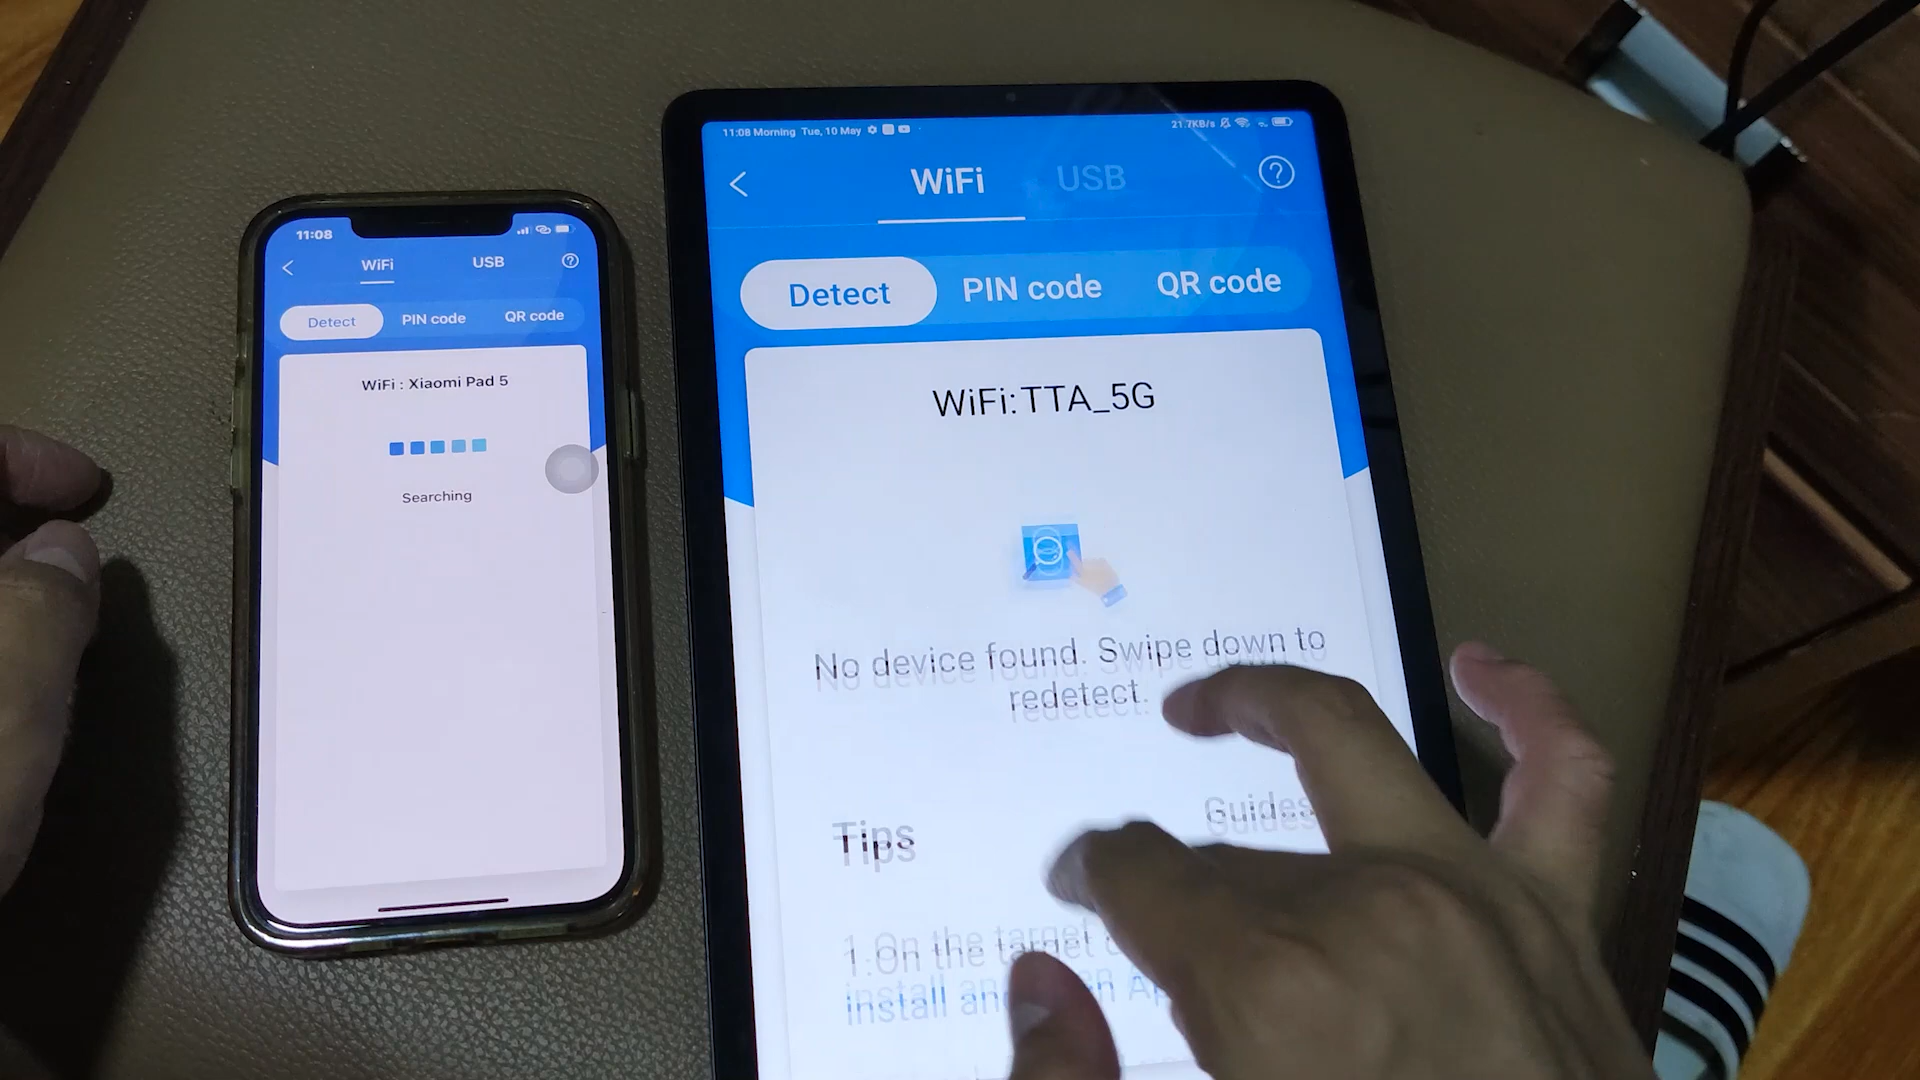 11:08
WiFi
USB
Detect
PIN code
QR code
WiFi : Xiaomi Pad 5
Searching
11:08 Morning Tue, 10 May
21.7KB/s
WiFi
USB
Detect
PIN code
QR code
WiFi:TTA_5G
No device found. Swipe down to
redetect.
Tips
Guides
1.On the target
install and